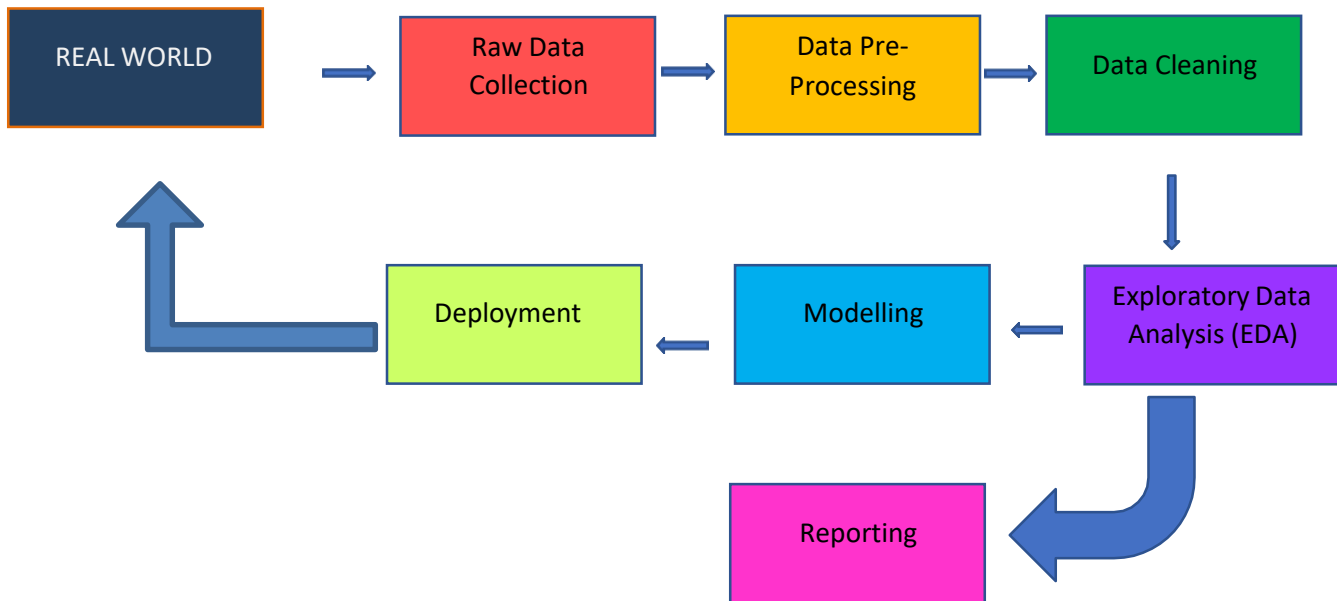 REAL WORLD
Raw Data
Collection
Data Pre-
Processing
Data Cleaning
Deployment
Modelling
Exploratory Data
Analysis (EDA)
Reporting